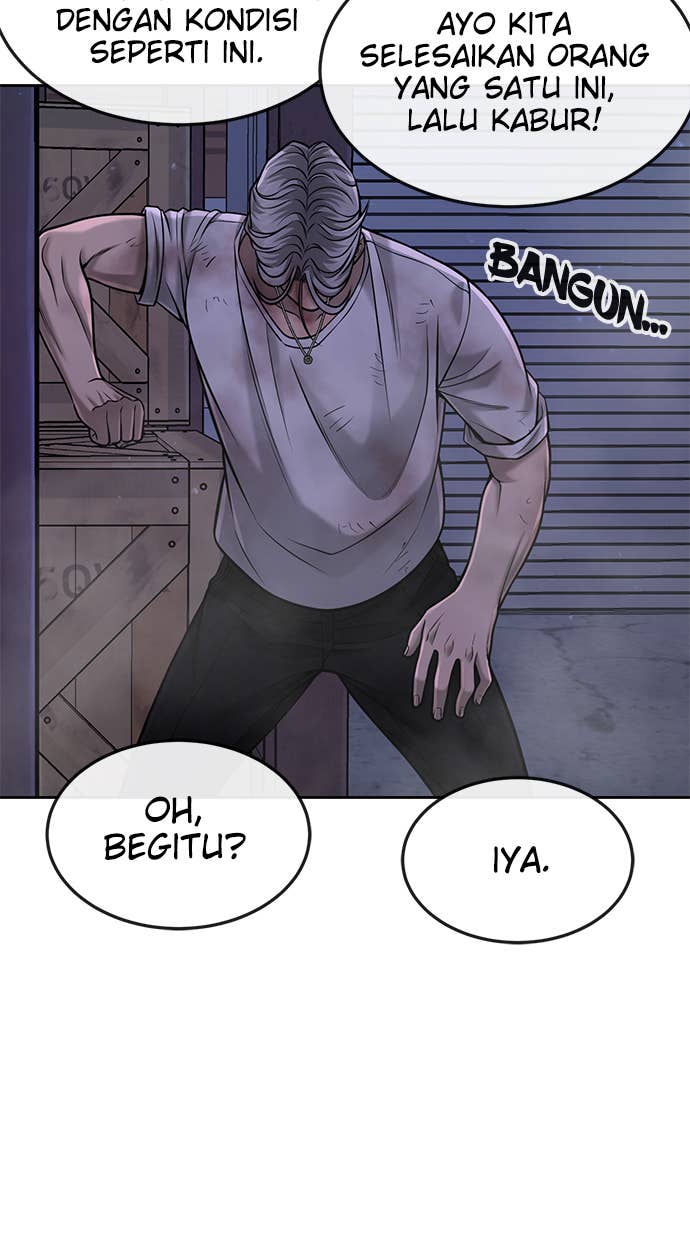 DENGAN KONDISI
SEPERTI INI.
AYO KITA
SELESAIKAN ORANG
YANG SATU INI,
LALU KABUR!
BANGUN...
OH,
BEGITU?
IYA.